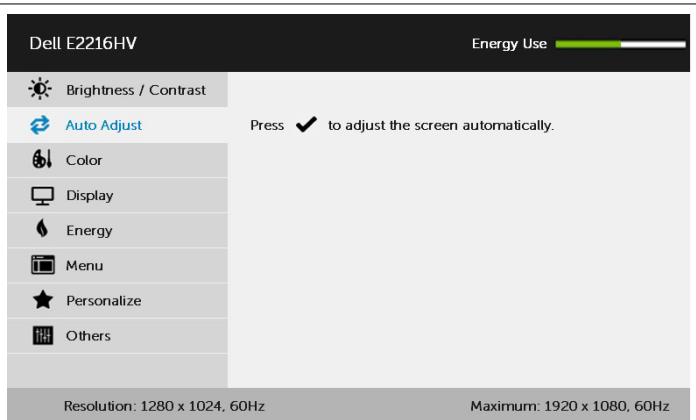 Dell E2216HV
Energy Use
Brightness / Contrast
Auto Adjust
Press ✔ to adjust the screen automatically.
Color
Display
Energy
Menu
Personalize
Others
Resolution: 1280 x 1024, 60Hz
Maximum: 1920 x 1080, 60Hz